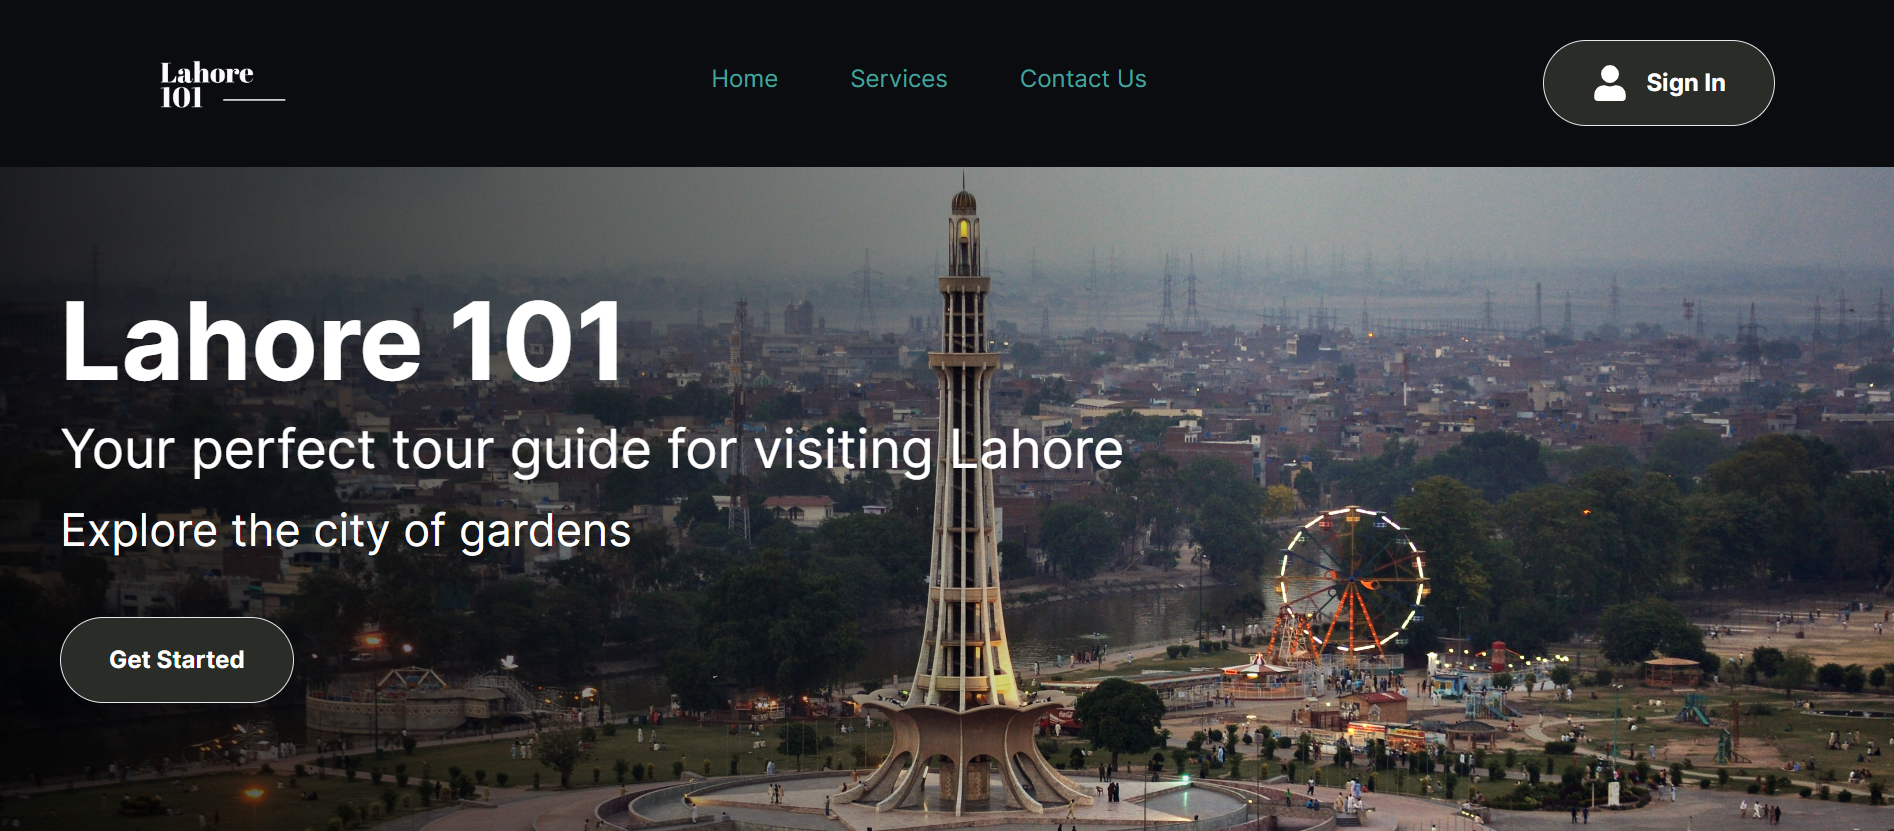 Lahore
101
Home
Services
Contact Us
Sign In
Lahore 101
Your perfect tour guide for visiting Lahore
Explore the city of gardens
Get Started